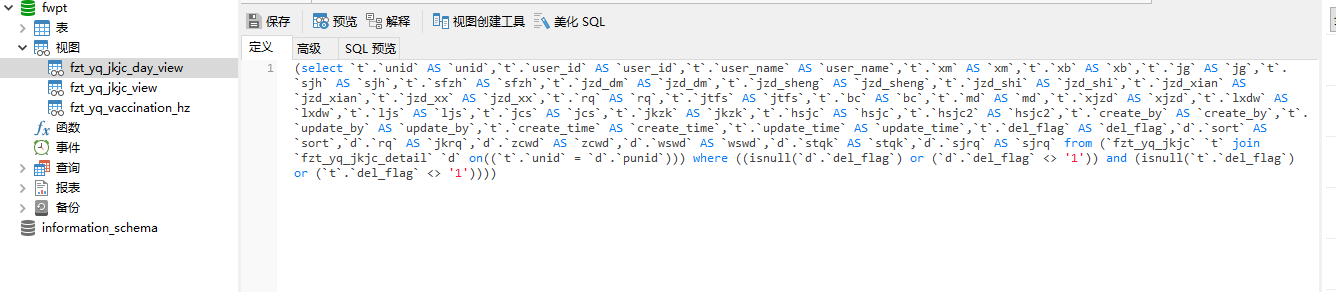 fwpt
表
视图
fzt_yq_jkjc_day_view
fzt_yq_jkjc_view
fzt_yq_vaccination_hz
函数
事件
查询
报表
备份
information_schema
保存 预览 解释 视图创建工具 美化 SQL
定义 高级 SQL 预览
1
(select `t`.`unid` AS `unid`,`t`.`user_id` AS `user_id`,`t`.`user_name` AS `user_name`,`t`.`xm` AS `xm`,`t`.`xb` AS `xb`,`t`.`jg` AS `jg`,`t`.
`sjh` AS `sjh`,`t`.`sfzh` AS `sfzh`,`t`.`jzd_dm` AS `jzd_dm`,`t`.`jzd_sheng` AS `jzd_sheng`,`t`.`jzd_shi` AS `jzd_shi`,`t`.`jzd_xian` AS
`jzd_xian`,`t`.`jzd_xx` AS `jzd_xx`,`t`.`rq` AS `rq`,`t`.`jtfs` AS `jtfs`,`t`.`bc` AS `bc`,`t`.`md` AS `md`,`t`.`xjzd` AS `xjzd`,`t`.`lxdw` AS
`lxdw`,`t`.`ljs` AS `ljs`,`t`.`jcs` AS `jcs`,`t`.`jkzk` AS `jkzk`,`t`.`hsjc` AS `hsjc`,`t`.`hsjc2` AS `hsjc2`,`t`.`create_by` AS `create_by`,`t`.
`update_by` AS `update_by`,`t`.`create_time` AS `create_time`,`t`.`update_time` AS `update_time`,`t`.`del_flag` AS `del_flag`,`d`.`sort` AS
`sort`,`d`.`rq` AS `jkrq`,`d`.`zcwd` AS `zcwd`,`d`.`wswd` AS `wswd`,`d`.`stqk` AS `stqk`,`d`.`sjrq` AS `sjrq` from (`fzt_yq_jkjc` `t` join
`fzt_yq_jkjc_detail` `d` on((`t`.`unid` = `d`.`punid`))) where ((isnull(`d`.`del_flag`) or (`d`.`del_flag` <> '1')) and (isnull(`t`.`del_flag`)
or (`t`.`del_flag` <> '1'))))